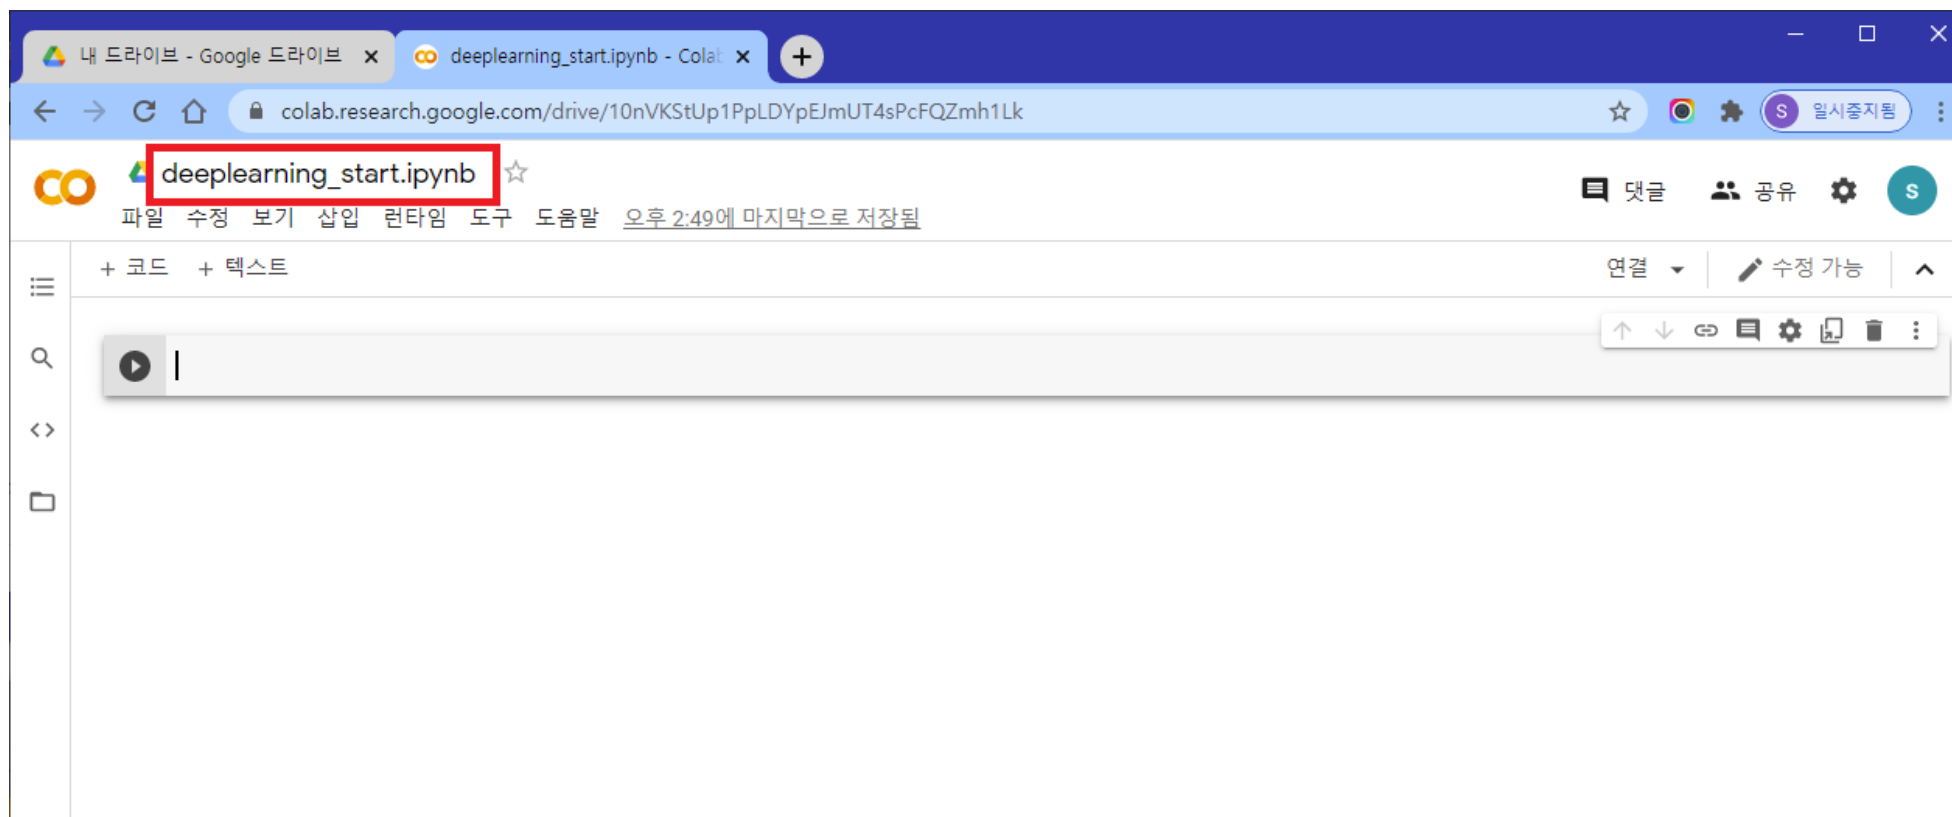 내 드라이브 - Google 드라이브
deeplearning_start.ipynb - Colab
colab.research.google.com/drive/10nVKStUp1PpLDYpEJmUT4sPcFQZmh1Lk
S 일시중지됨
deeplearning_start.ipynb
댓글 공유 S
파일 수정 보기 삽입 런타임 도구 도움말 오후 2:49에 마지막으로 저장됨
+ 코드 + 텍스트 연결 수정 가능